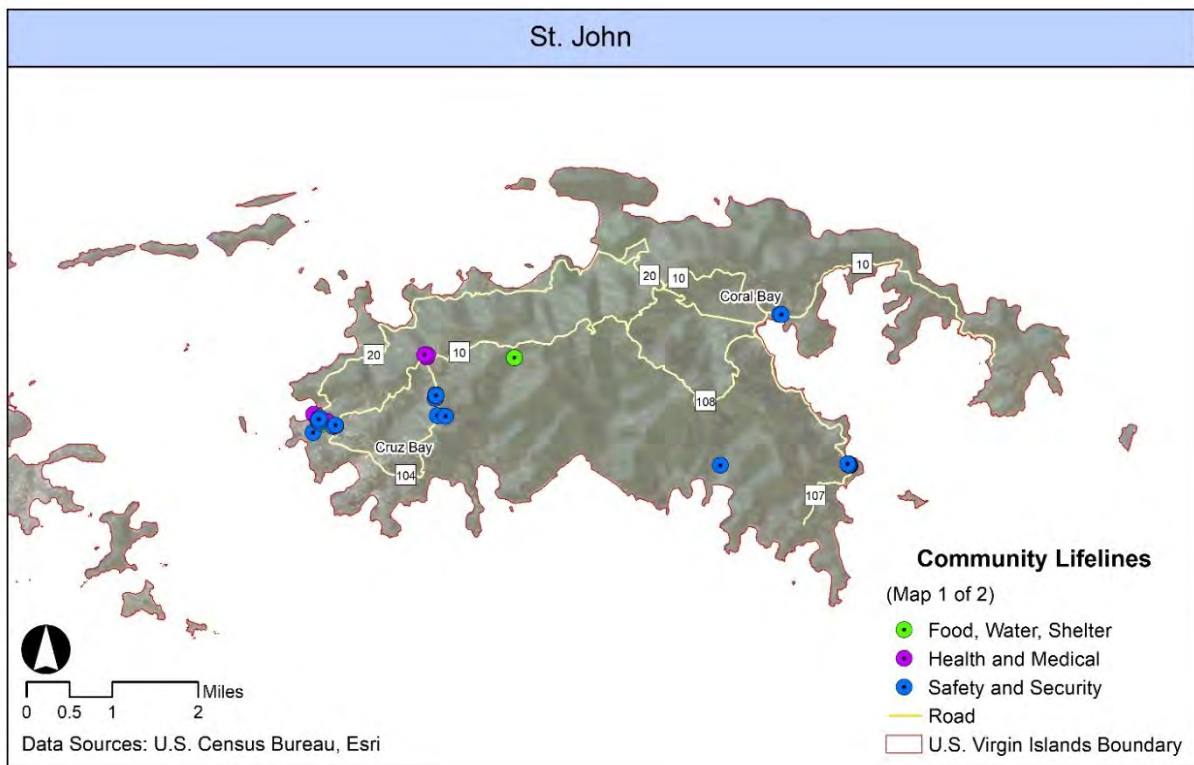 St. John
20
10
10
Coral Bay
20
10
108
Cruz Bay
104
107
Community Lifelines
(Map 1 of 2)
Food, Water, Shelter
Health and Medical
Safety and Security
Road
U.S. Virgin Islands Boundary
Miles
0 0.5 1 2
Data Sources: U.S. Census Bureau, Esri